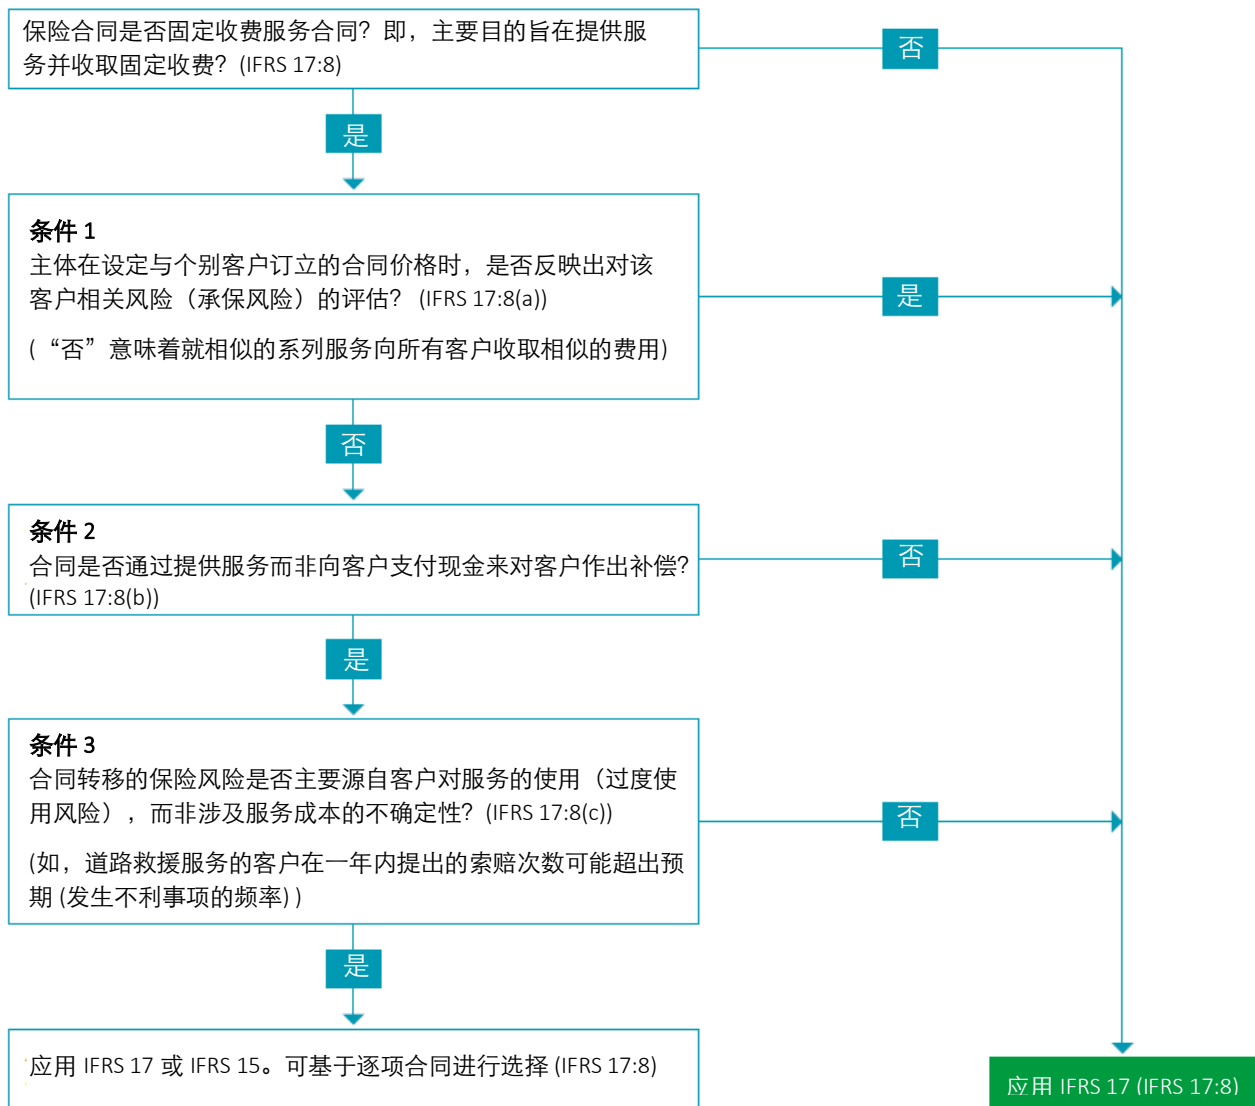 保险合同是否固定收费服务合同？即，主要目的旨在提供服
务并收取固定收费？(IFRS 17:8)
否
是
条件 1
主体在设定与个别客户订立的合同价格时，是否反映出对该
客户相关风险（承保风险）的评估？ (IFRS 17:8(a))
(“否”意味着就相似的系列服务向所有客户收取相似的费用)
是
否
条件 2
合同是否通过提供服务而非向客户支付现金来对客户作出补偿？
(IFRS 17:8(b))
否
是
条件 3
合同转移的保险风险是否主要源自客户对服务的使用（过度使
用风险），而非涉及服务成本的不确定性？(IFRS 17:8(c))
(如，道路救援服务的客户在一年内提出的索赔次数可能超出预
期 (发生不利事项的频率) )
否
是
应用 IFRS 17 或 IFRS 15。可基于逐项合同进行选择 (IFRS 17:8)
应用 IFRS 17 (IFRS 17:8)